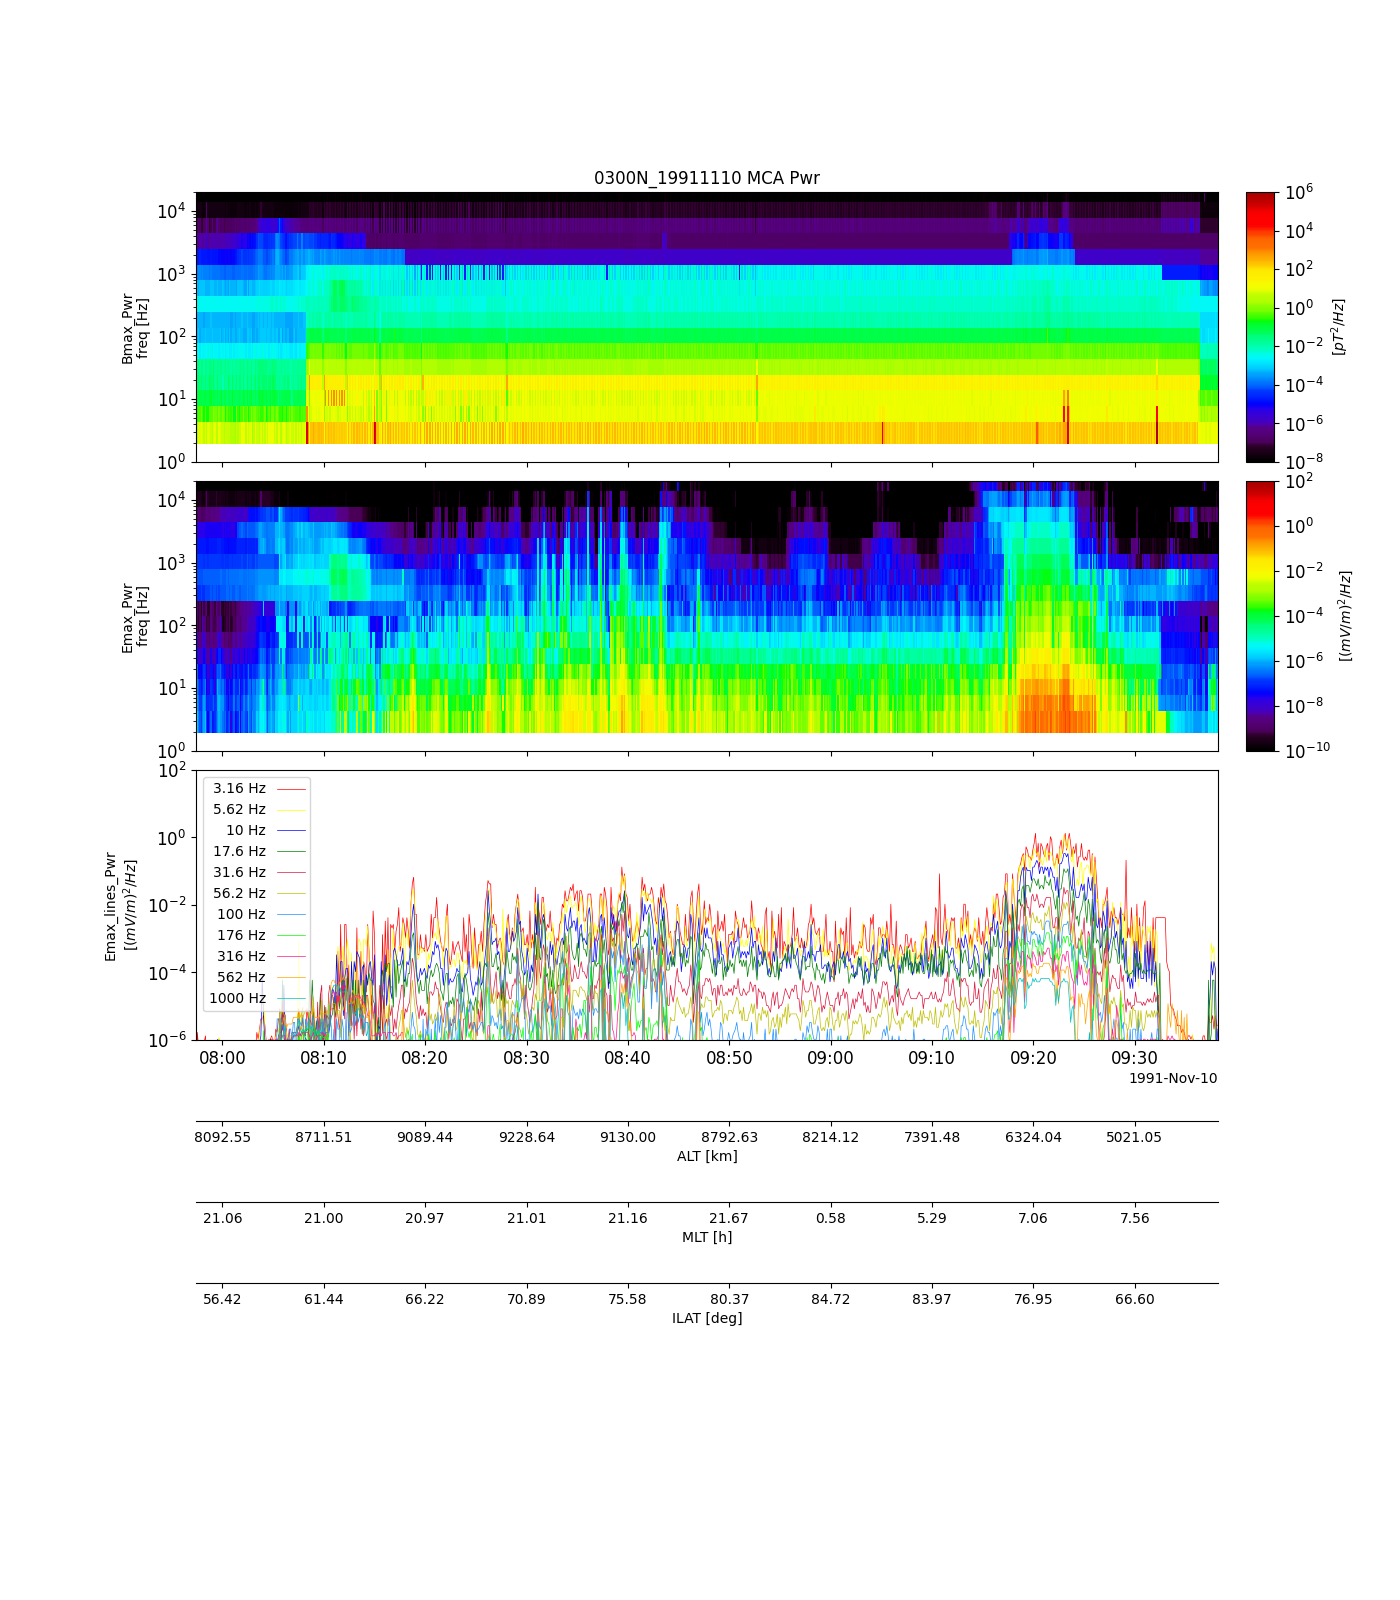 0300N_19911110 MCA Pwr
Bmax_Pwr
freq [Hz]
10^4
10^3
10^2
10^1
10^0
10^6
10^4
10^2
10^0
10^-2
10^-4
10^-6
10^-8
[pT^2/Hz]
Emax_Pwr
freq [Hz]
10^4
10^3
10^2
10^1
10^0
10^2
10^0
10^-2
10^-4
10^-6
10^-8
10^-10
[(mV/m)^2/Hz]
Emax_lines_Pwr
[(mV/m)^2/Hz]
10^2
10^0
10^-2
10^-4
10^-6
3.16 Hz
5.62 Hz
10 Hz
17.6 Hz
31.6 Hz
56.2 Hz
100 Hz
176 Hz
316 Hz
562 Hz
1000 Hz
08:00 08:10 08:20 08:30 08:40 08:50 09:00 09:10 09:20 09:30
1991-Nov-10
8092.55 8711.51 9089.44 9228.64 9130.00 8792.63 8214.12 7391.48 6324.04 5021.05
ALT [km]
21.06 21.00 20.97 21.01 21.16 21.67 0.58 5.29 7.06 7.56
MLT [h]
56.42 61.44 66.22 70.89 75.58 80.37 84.72 83.97 76.95 66.60
ILAT [deg]